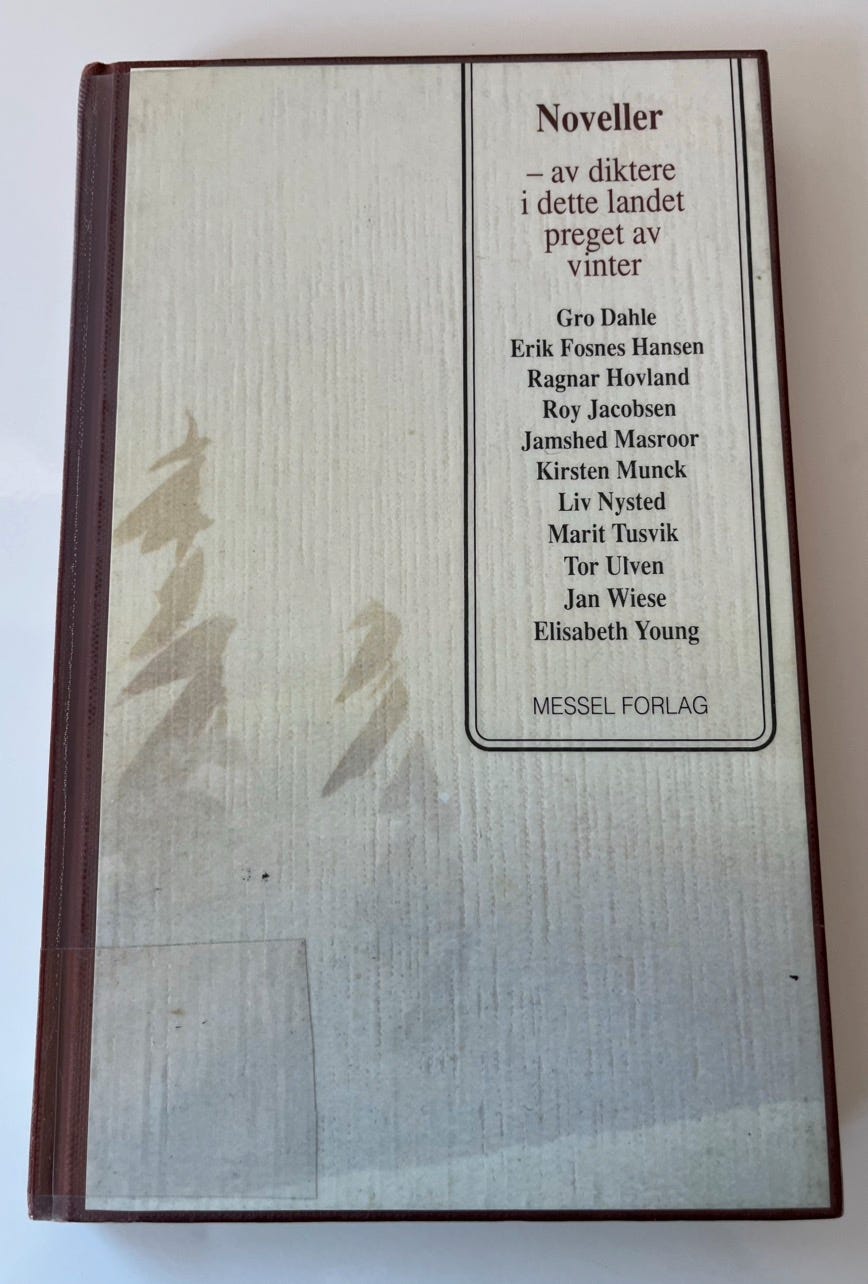 Noveller
– av diktere
i dette landet
preget av
vinter
Gro Dahle
Erik Fosnes Hansen
Ragnar Hovland
Roy Jacobsen
Jamshed Masroor
Kirsten Munck
Liv Nysted
Marit Tusvik
Tor Ulven
Jan Wiese
Elisabeth Young
MESSEL FORLAG